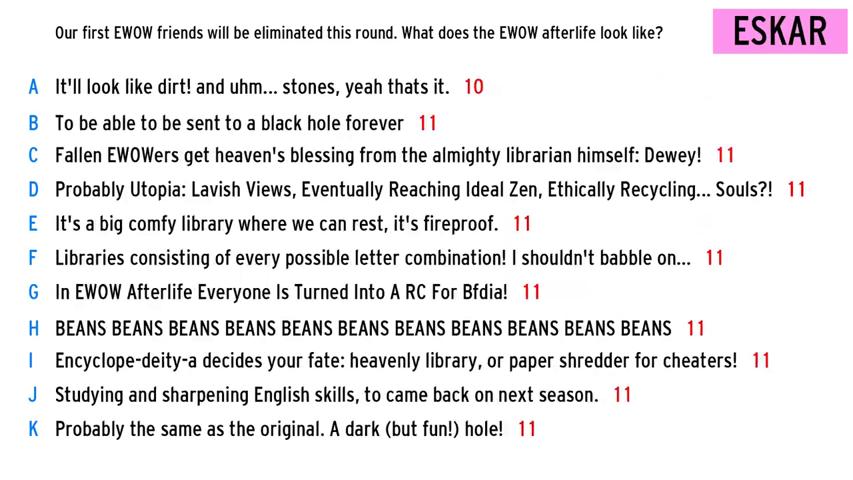 Our first EWOW friends will be eliminated this round. What does the EWOW afterlife look like?
ESKAR
A It'll look like dirt! and uhm... stones, yeah thats it. 10
B To be able to be sent to a black hole forever 11
C Fallen EWOWers get heaven's blessing from the almighty librarian himself: Dewey! 11
D Probably Utopia: Lavish Views, Eventually Reaching Ideal Zen, Ethically Recycling... Souls?! 11
E It's a big comfy library where we can rest, it's fireproof. 11
F Libraries consisting of every possible letter combination! I shouldn't babble on... 11
G In EWOW Afterlife Everyone Is Turned Into A RC For Bfdia! 11
H BEANS BEANS BEANS BEANS BEANS BEANS BEANS BEANS BEANS BEANS BEANS 11
I Encyclope-deity-a decides your fate: heavenly library, or paper shredder for cheaters! 11
J Studying and sharpening English skills, to came back on next season. 11
K Probably the same as the original. A dark (but fun!) hole! 11